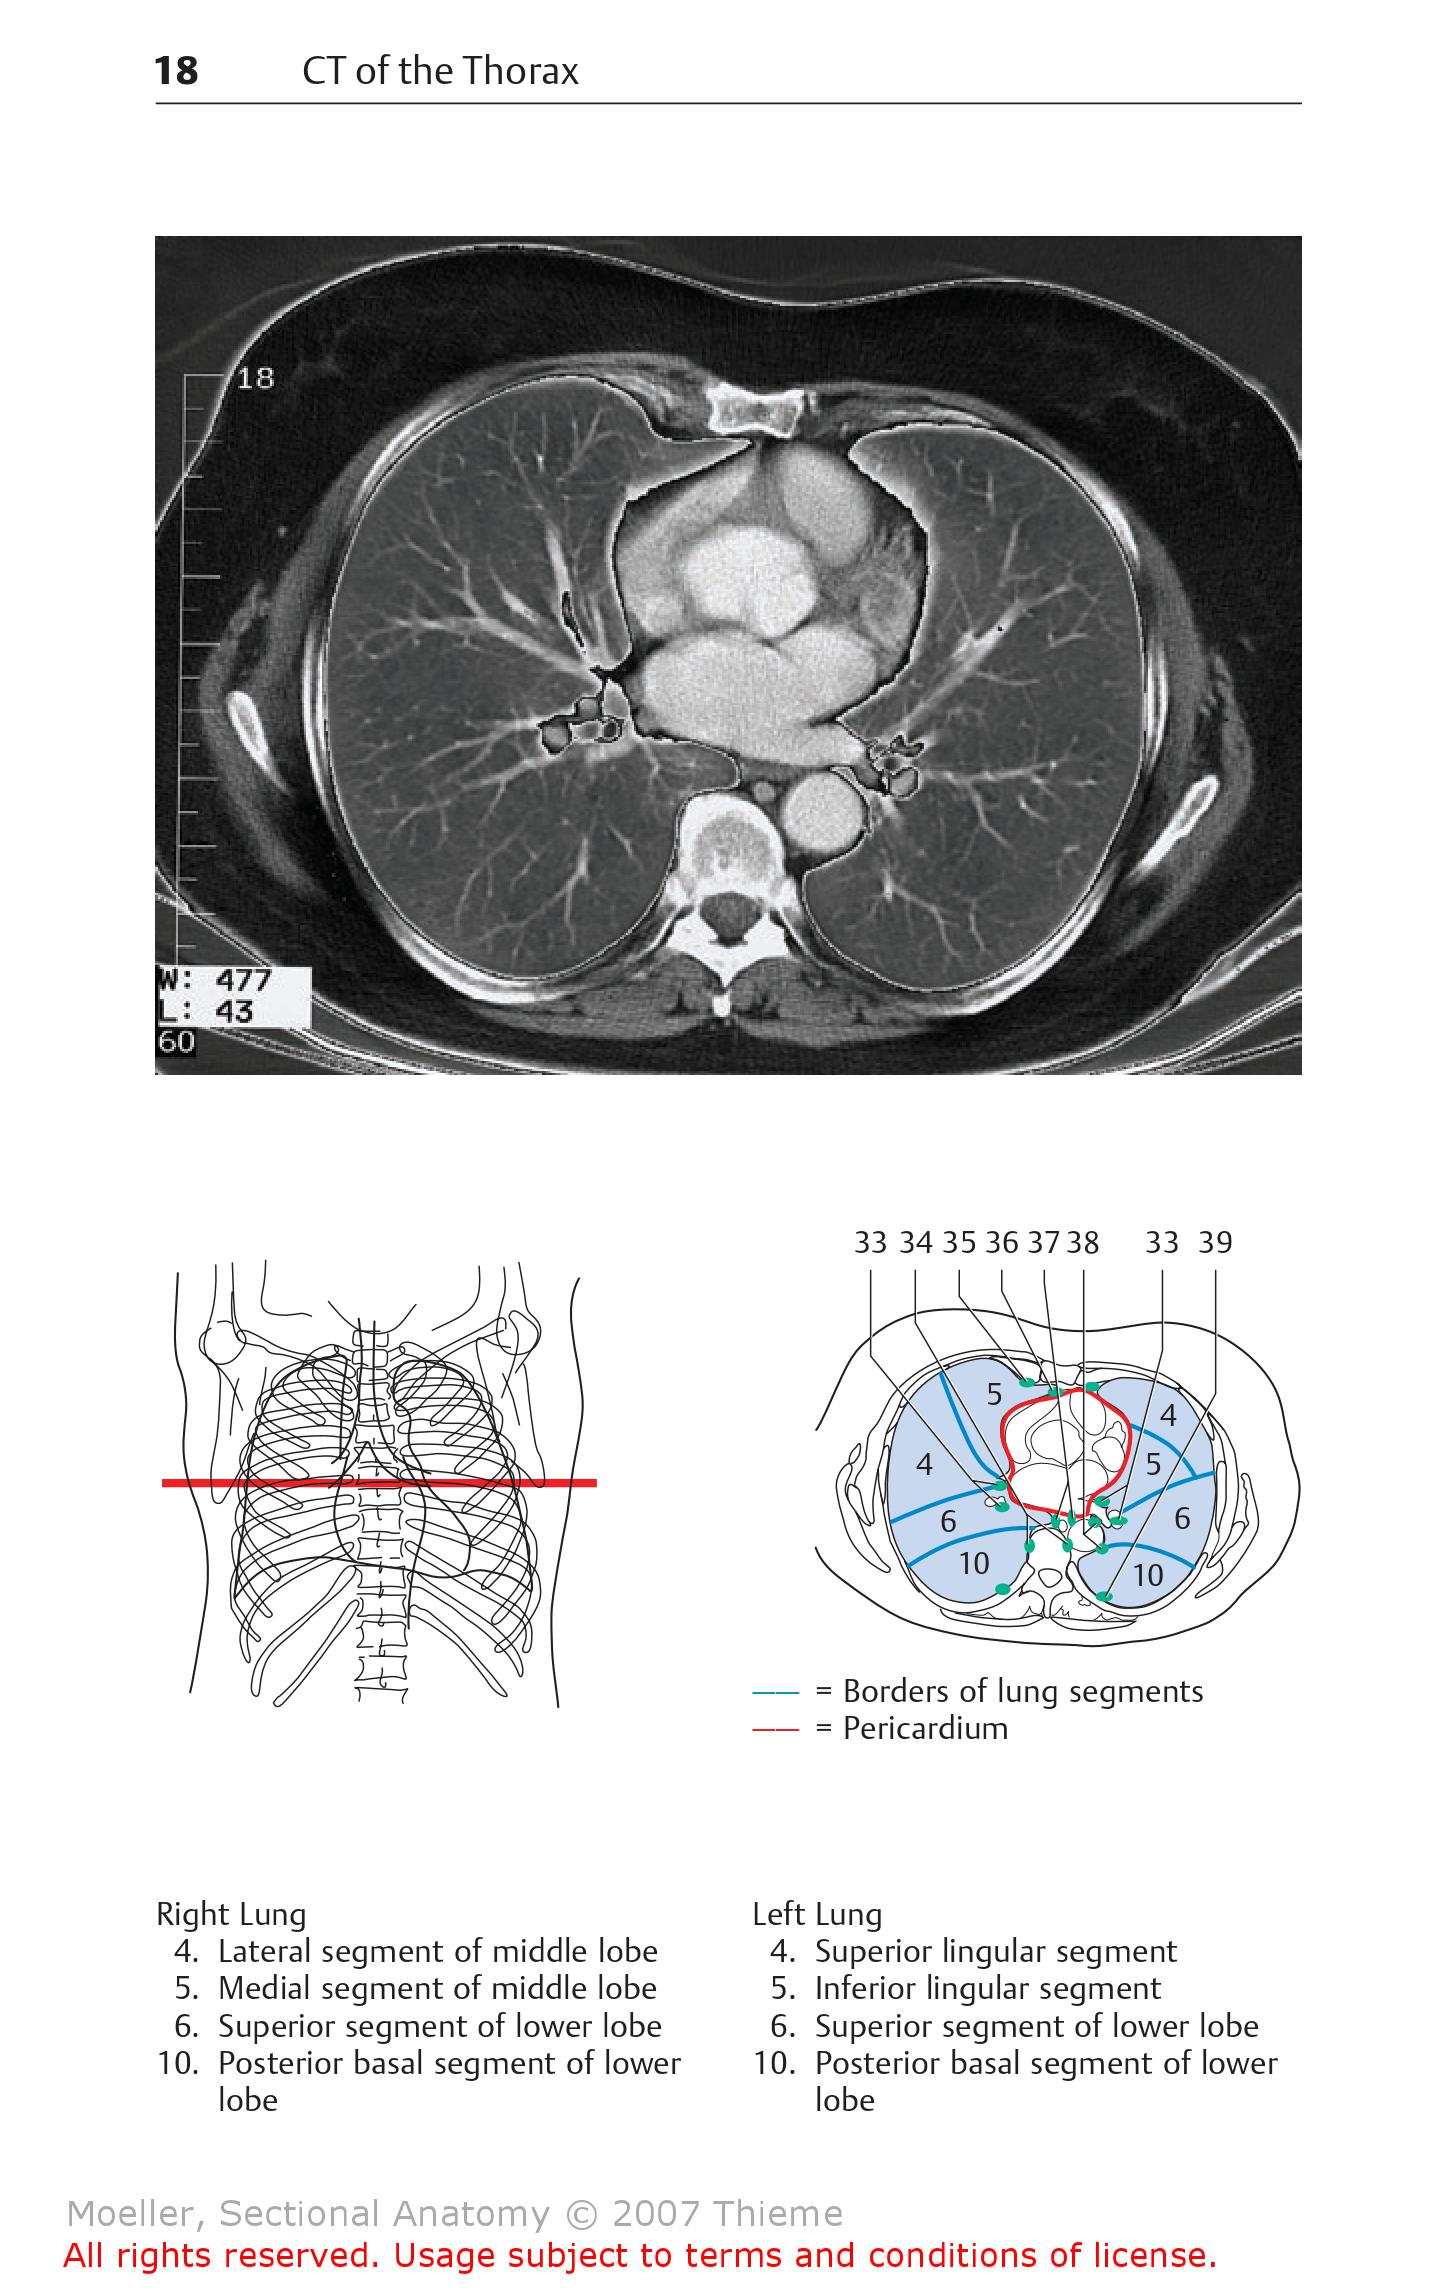 18 CT of the Thorax
18
W: 477
L: 43
60
33 34 35 36 37 38 33 39
5
4
4
5
6
6
10
10
= Borders of lung segments
= Pericardium
Right Lung
4. Lateral segment of middle lobe
5. Medial segment of middle lobe
6. Superior segment of lower lobe
10. Posterior basal segment of lower
lobe
Left Lung
4. Superior lingular segment
5. Inferior lingular segment
6. Superior segment of lower lobe
10. Posterior basal segment of lower
lobe
Moeller, Sectional Anatomy © 2007 Thieme
All rights reserved. Usage subject to terms and conditions of license.